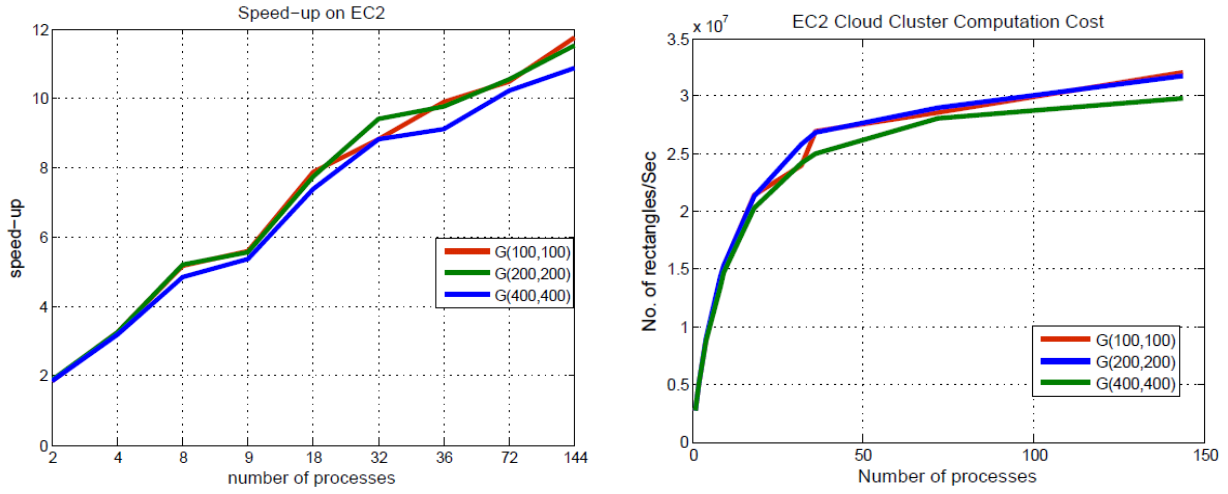 Speed-up on EC2
12
10
8
6
4
2
0
speed-up
G(100,100)
G(200,200)
G(400,400)
2 4 8 9 18 32 36 72 144
number of processes
EC2 Cloud Cluster Computation Cost
x 10^7
3.5
3
2.5
2
1.5
1
0.5
0
No. of rectangles/Sec
G(100,100)
G(200,200)
G(400,400)
0 50 100 150
Number of processes